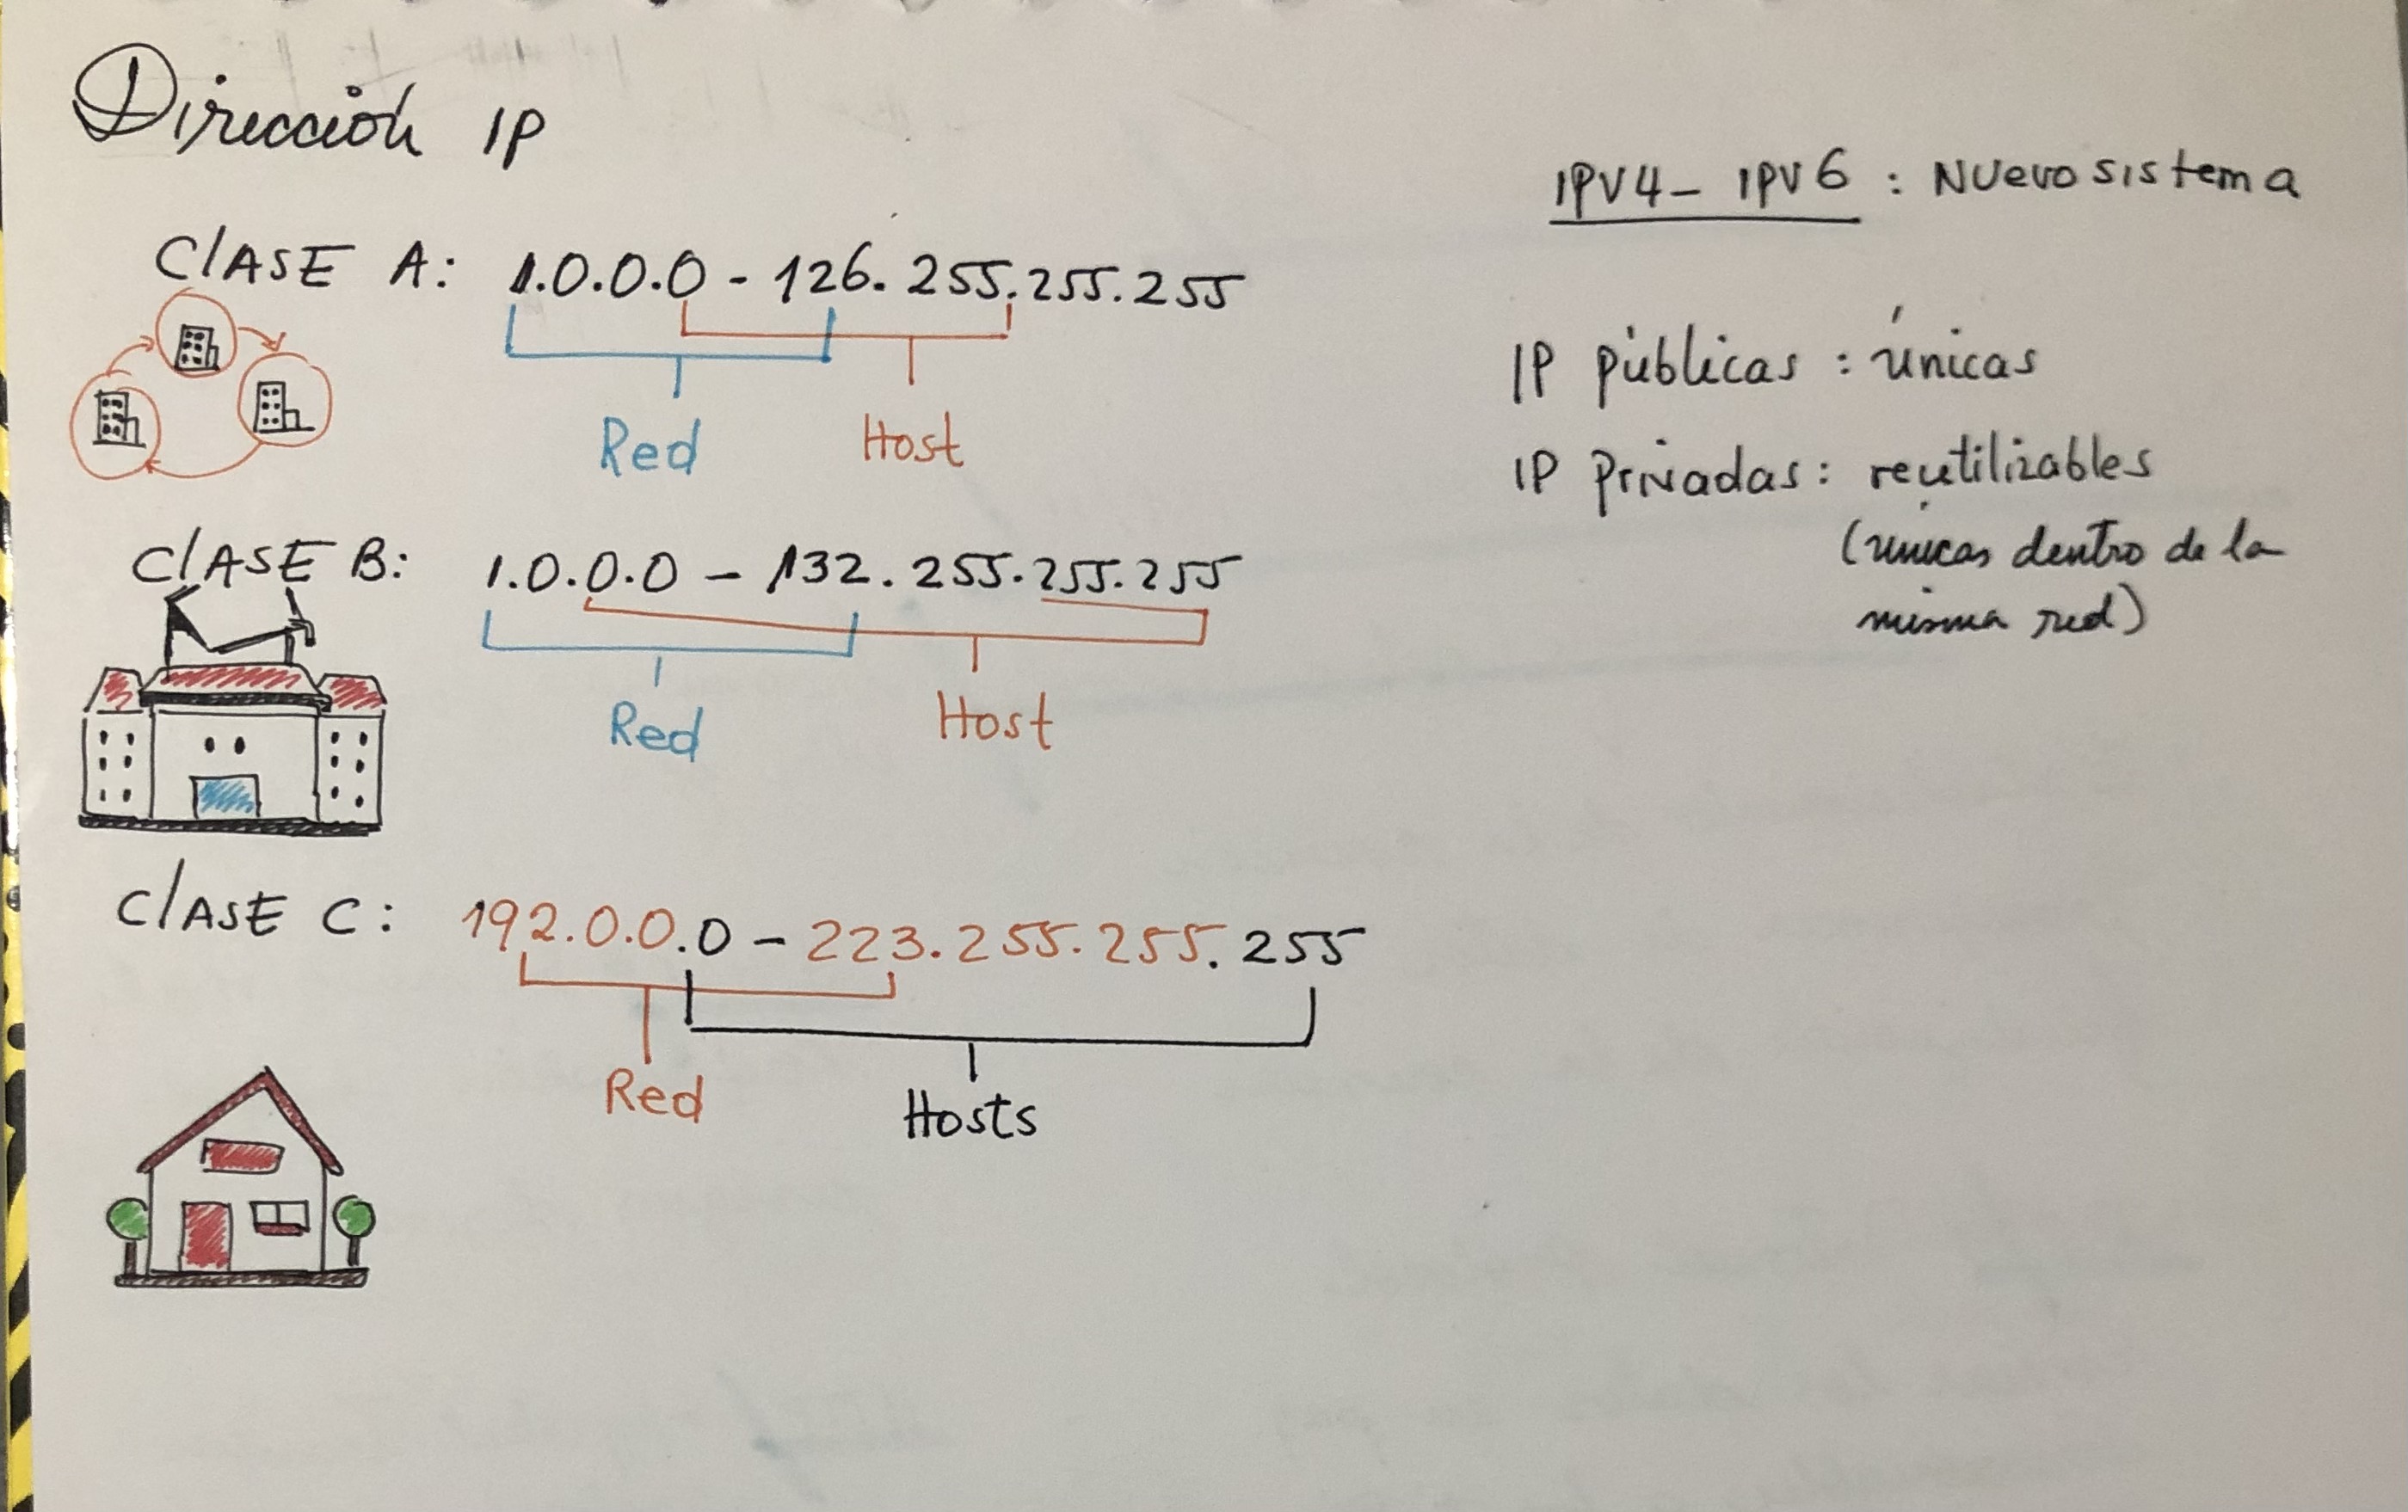 Dirección IP
CLASE A: 1.0.0.0 - 126.255.255.255
Red
Host
CLASE B: 1.0.0.0 - 132.255.255.255
Red
Host
CLASE C: 192.0.0.0 - 223.255.255.255
Red
Hosts
IPV4- IPV6 : Nuevo sistema
IP públicas : únicas
IP Privadas : reutilizables
(únicas dentro de la
misma red)